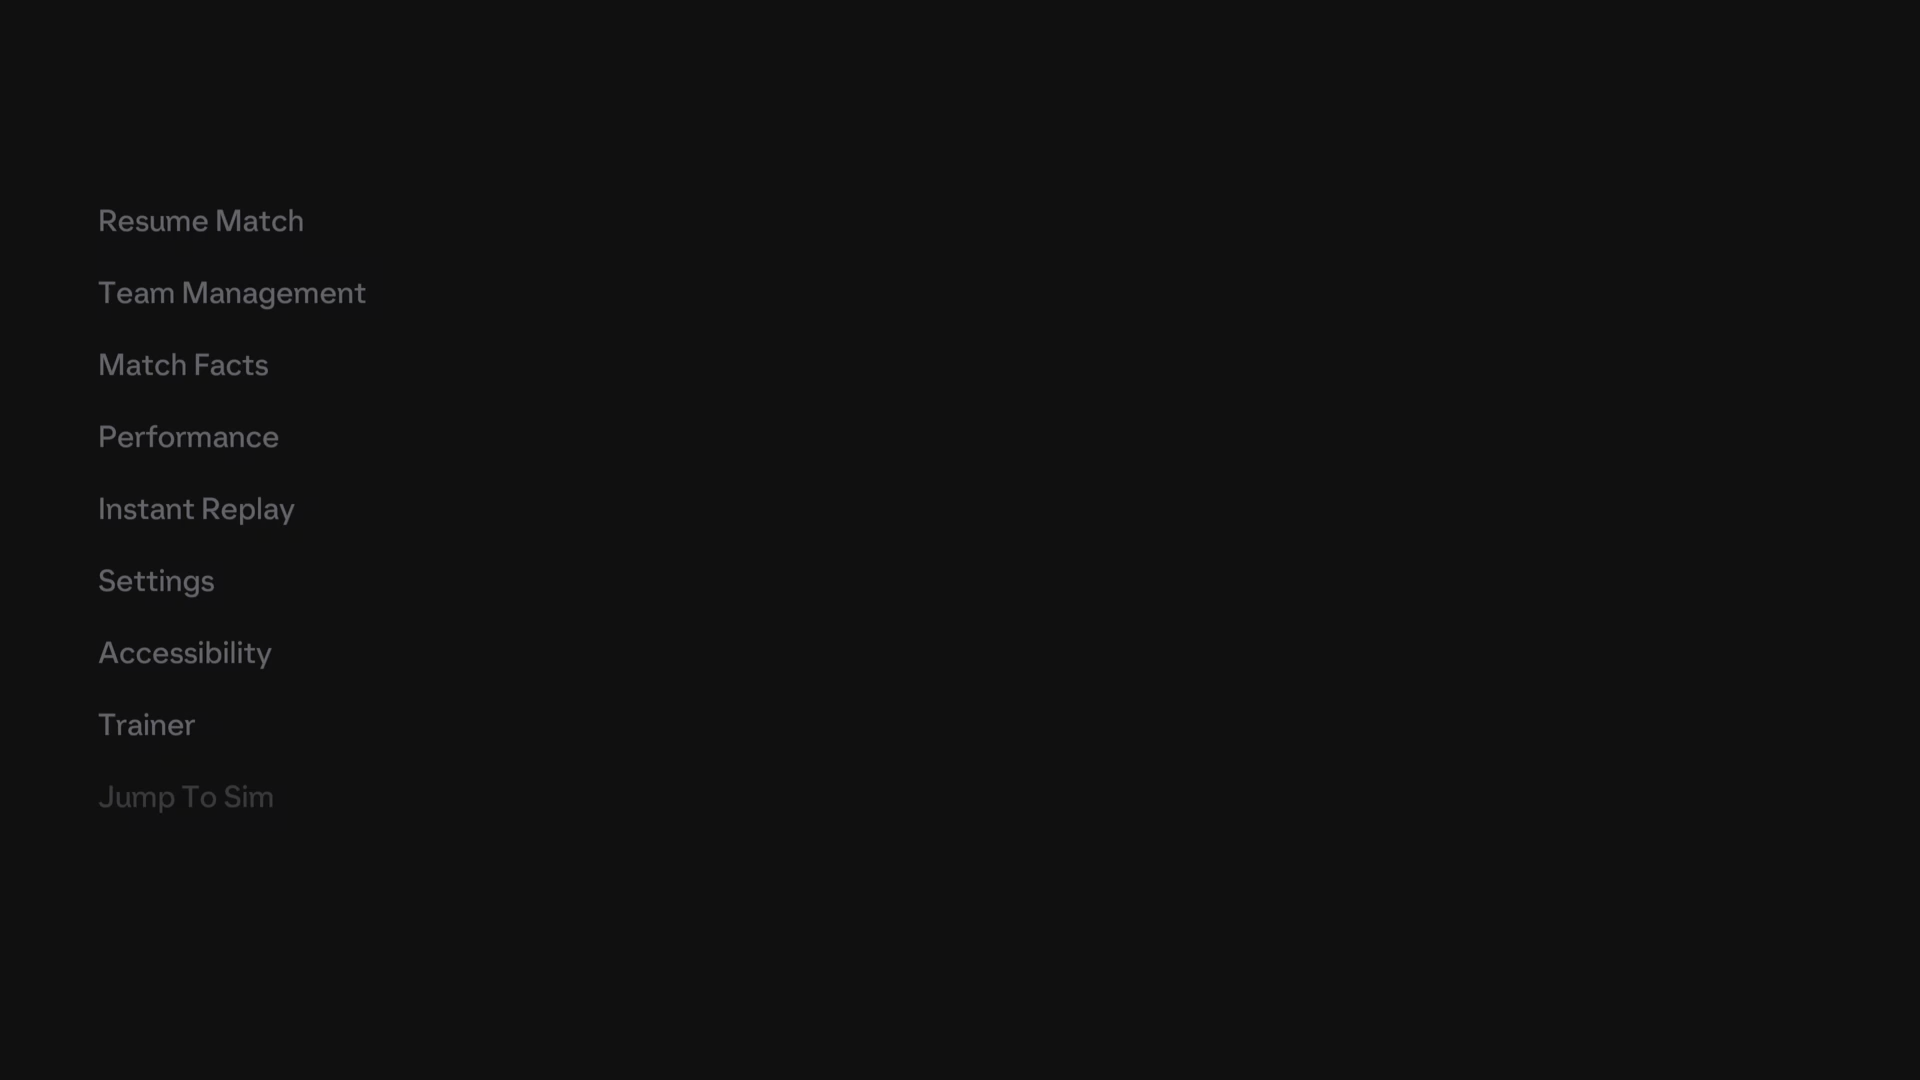 Resume Match
Team Management
Match Facts
Performance
Instant Replay
Settings
Accessibility
Trainer
Jump To Sim